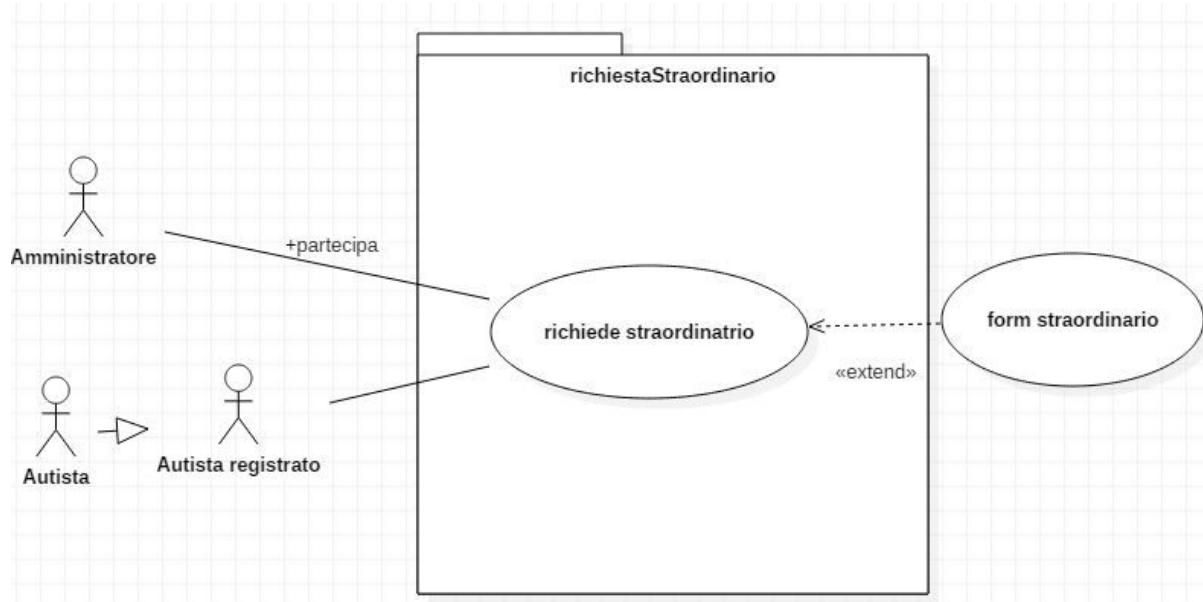 richiestaStraordinario
Amministratore
+partecipa
richiede straordinatrio
form straordinario
«extend»
Autista
Autista registrato